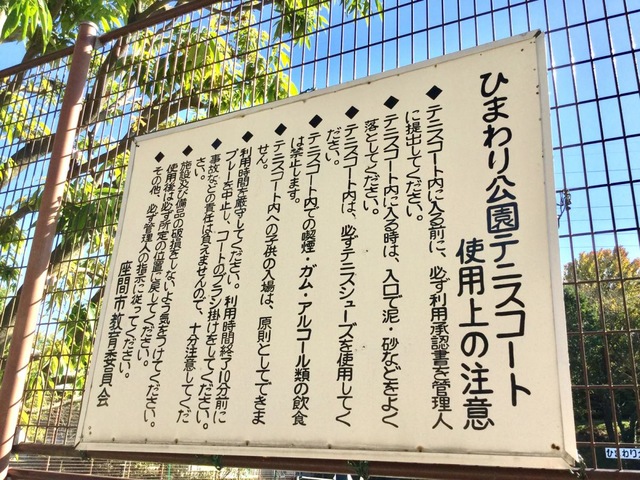 ひまわり公園テニスコート
使用上の注意
◆テニスコート内に入る前に、必ず利用承認書を管理人
に提出してください。
◆テニスコート内に入る時は、入口で泥・砂などをよく
落としてください。
◆テニスコート内は、必ずテニスシューズを使用してく
ださい。
◆テニスコート内での喫煙・ガム・アルコール類の飲食
は禁止します。
◆テニスコート内への子供の入場は、原則としてできま
せん。
◆利用時間を厳守してください。利用時間終了10分前に
プレーを中止し、コートのブラシ掛けをしてください。
◆事故などの責任は負えませんので、十分注意してくだ
さい。
◆施設及び備品の破損をしないよう気をつけてください。
使用後は必ず所定の位置に戻してください。
◆その他、必ず管理人の指示に従ってください。
座間市教育委員会
ひまわり